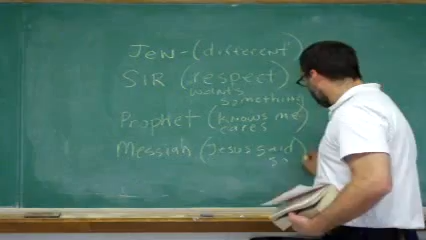 Jew-(different)
SIR (respect)
wants
something
Prophet (knows me
cares)
Messiah (Jesus said
so